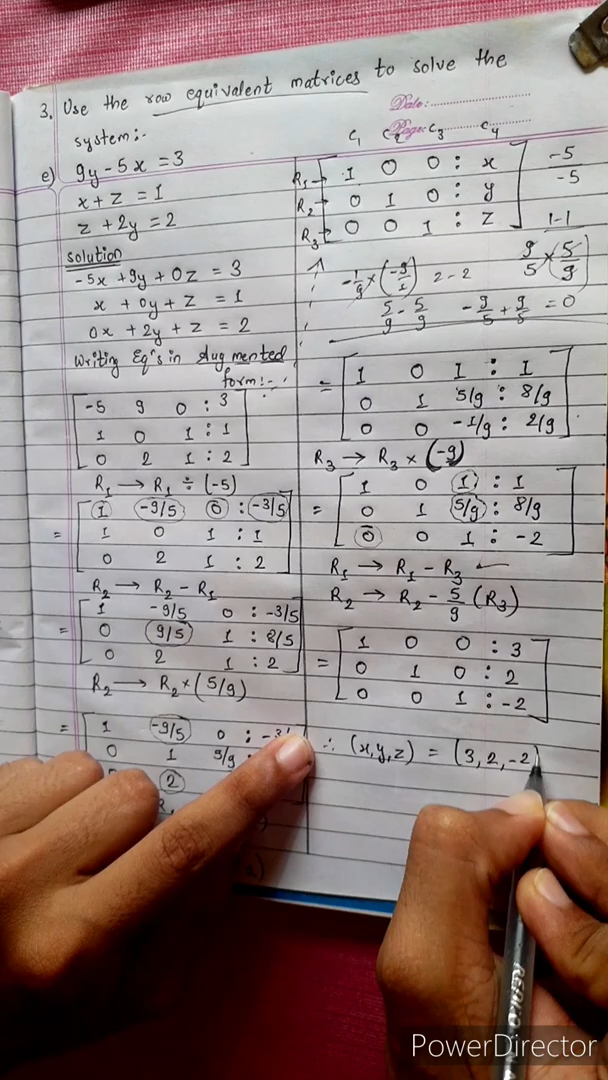 3. Use the row equivalent matrices to solve the
system:-
Date:
Page:
e) 9y - 5x = 3
x + z = 1
z + 2y = 2
solution
-5x + 9y + 0z = 3
x + 0y + z = 1
0x + 2y + z = 2
Writing Eqⁿs in Augmented
form:-
-5 9 0 : 3
1 0 1 : 1
0 2 1 : 2
R₁ → R₁ ÷ (-5)
1 -9/5 0 : -3/5
= 1 0 1 : 1
0 2 1 : 2
R₂ → R₂ - R₁
1 -9/5 0 : -3/5
= 0 9/5 1 : 8/5
0 2 1 : 2
R₂ → R₂ × (5/9)
= 1 -9/5 0 : -3/
0 1 5/9 :
2
C₁ C₂ C₃ C₄
R₁ → 1 0 0 : x
R₂ → 0 1 0 : y
R₃ → 0 0 1 : z
-5
-5
1-1
-1/9 × (-9/1) 2-2 9/5 × (5/9)
5/9 - 5/9 -9/5 + 9/5 = 0
= 1 0 1 : 1
0 1 5/9 : 8/9
0 0 -1/9 : 2/9
R₃ → R₃ × (-9)
1 0 1 : 1
= 0 1 5/9 : 8/9
0 0 1 : -2
R₁ → R₁ - R₃
R₂ → R₂ - 5/9 (R₃)
1 0 0 : 3
= 0 1 0 : 2
0 0 1 : -2
∴ (x,y,z) = (3, 2, -2)
PowerDirector